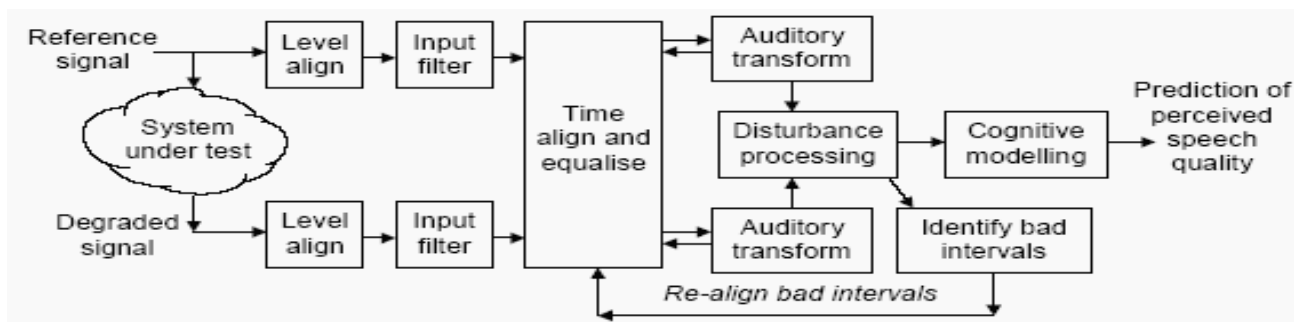 Reference
signal
Level
align
Input
filter
Time
align and
equalise
Auditory
transform
System
under test
Disturbance
processing
Cognitive
modelling
Prediction of
perceived
speech
quality
Degraded
signal
Level
align
Input
filter
Auditory
transform
Identify bad
intervals
Re-align bad intervals